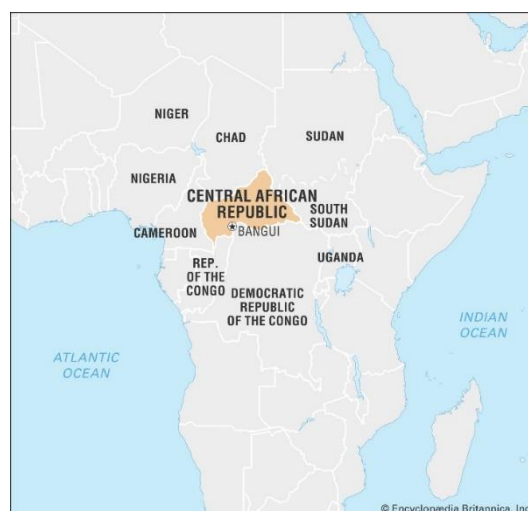 NIGER
CHAD
SUDAN
NIGERIA
CENTRAL AFRICAN
REPUBLIC
SOUTH
SUDAN
CAMEROON
BANGUI
UGANDA
REP.
OF THE
CONGO
DEMOCRATIC
REPUBLIC
OF THE CONGO
INDIAN
OCEAN
ATLANTIC
OCEAN
© Encyclopædia Britannica, Inc.